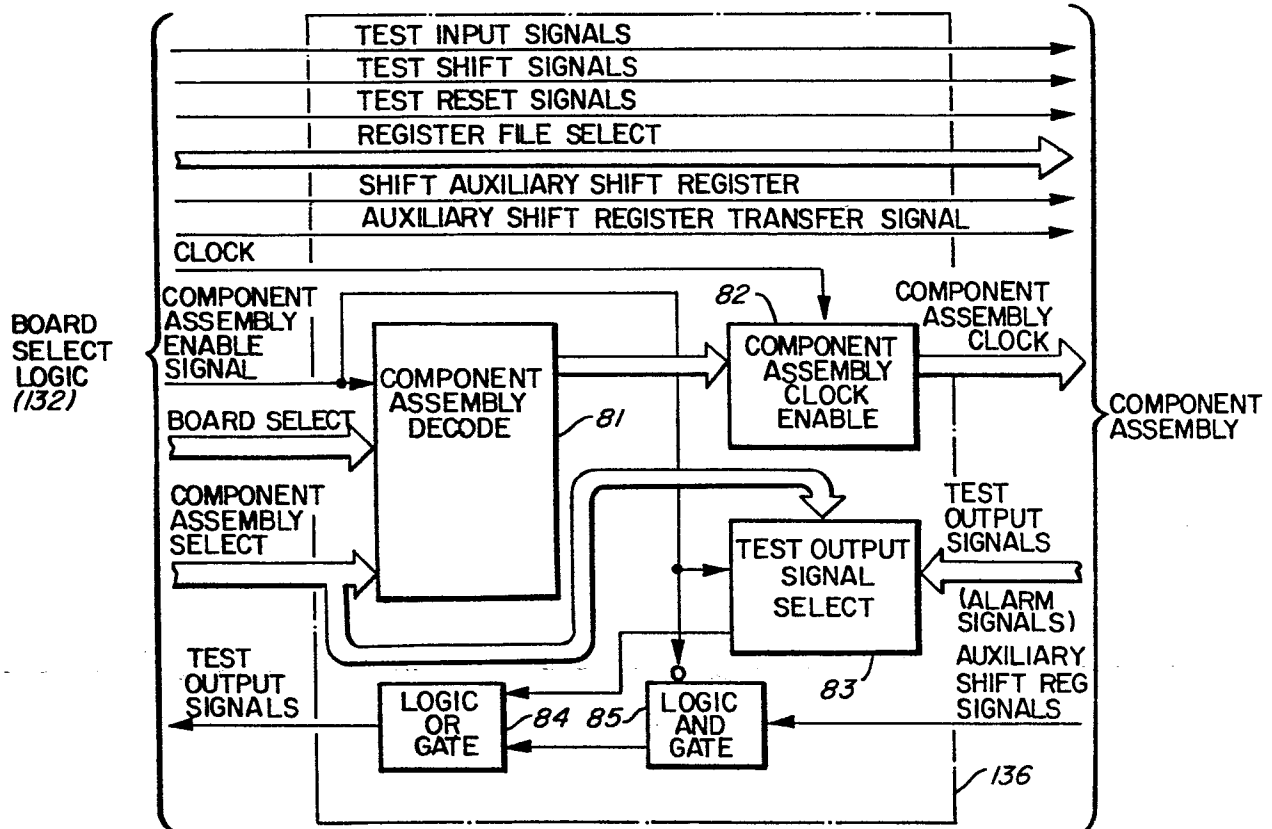 TEST INPUT SIGNALS
TEST SHIFT SIGNALS
TEST RESET SIGNALS
REGISTER FILE SELECT
SHIFT AUXILIARY SHIFT REGISTER
AUXILIARY SHIFT REGISTER TRANSFER SIGNAL
CLOCK
BOARD
SELECT
LOGIC
(132)
COMPONENT
ASSEMBLY
ENABLE
SIGNAL
BOARD SELECT
COMPONENT
ASSEMBLY
SELECT
COMPONENT
ASSEMBLY
DECODE
81
82
COMPONENT
ASSEMBLY
CLOCK
ENABLE
COMPONENT
ASSEMBLY
CLOCK
COMPONENT
ASSEMBLY
TEST OUTPUT
SIGNAL
SELECT
83
TEST
OUTPUT
SIGNALS
(ALARM
SIGNALS)
AUXILIARY
SHIFT REG
SIGNALS
TEST
OUTPUT
SIGNALS
LOGIC
OR
GATE
84
85
LOGIC
AND
GATE
136